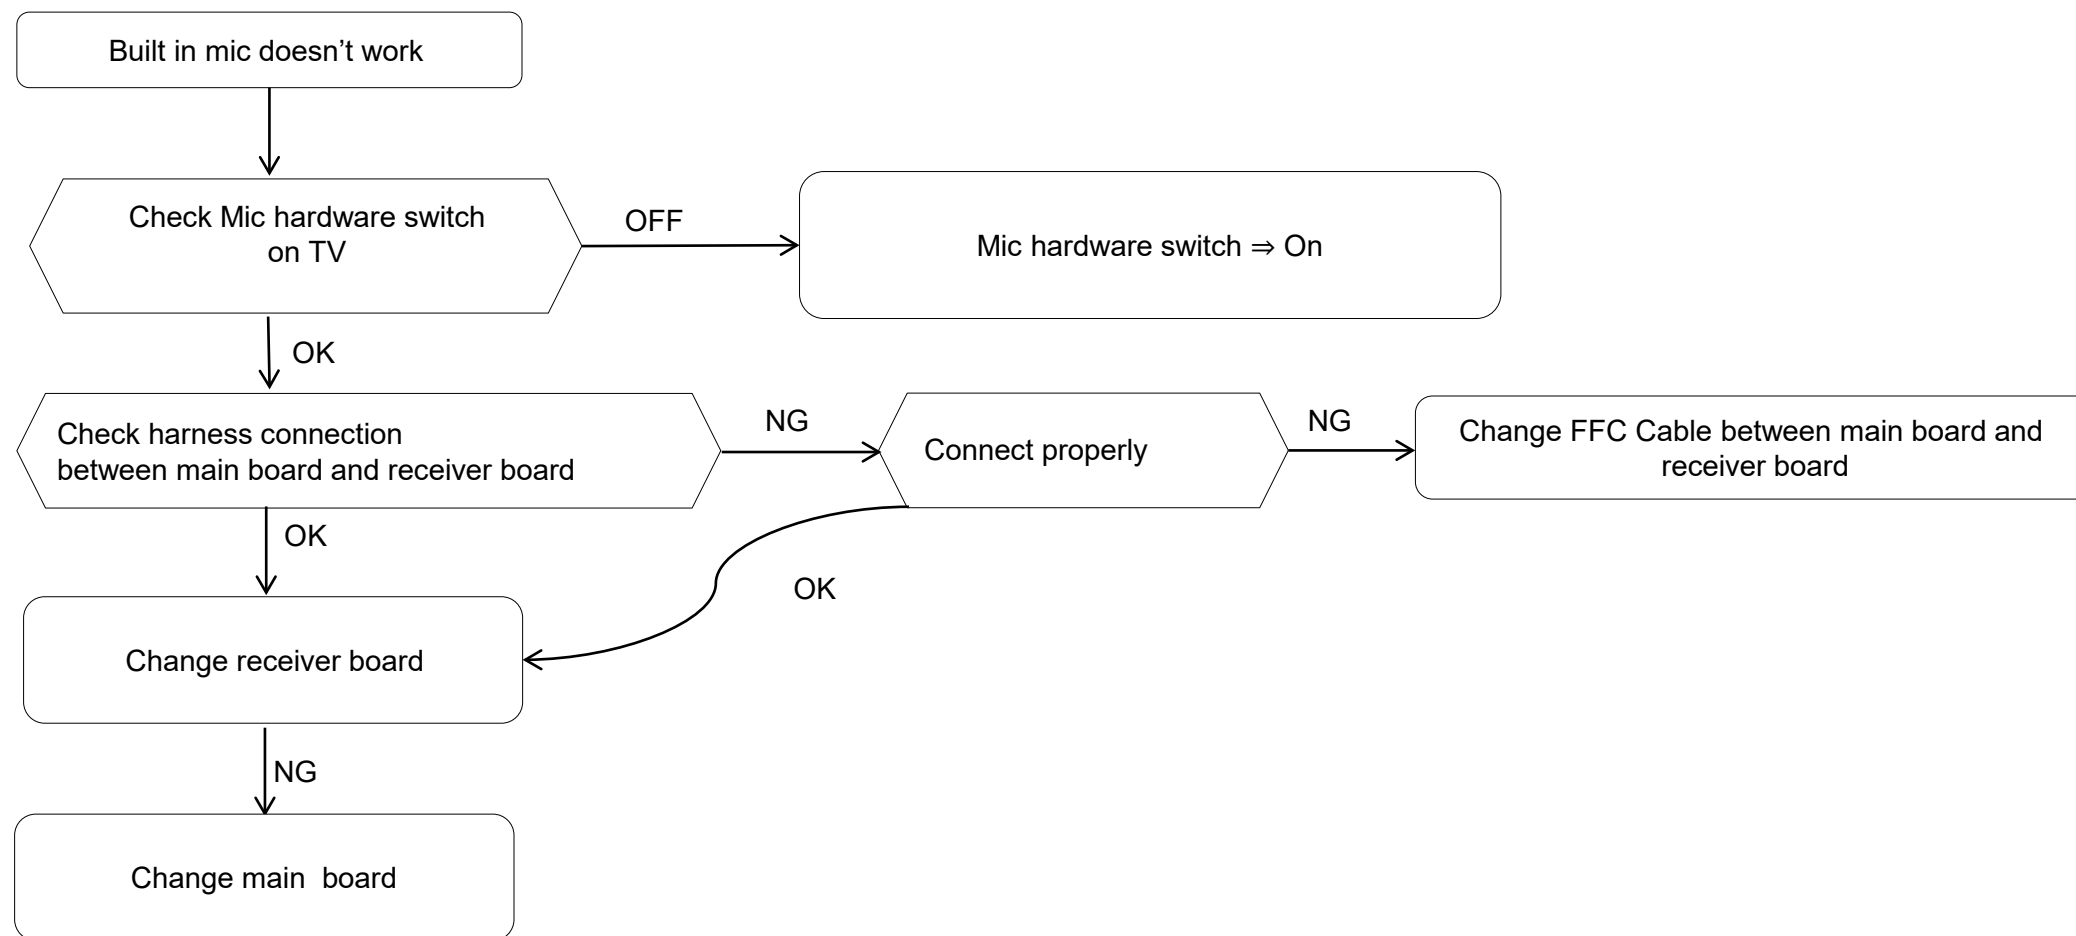 Built in mic doesn’t work
Check Mic hardware switch
on TV
OFF
Mic hardware switch ⇒ On
OK
Check harness connection
between main board and receiver board
NG
Connect properly
NG
Change FFC Cable between main board and
receiver board
OK
OK
Change receiver board
NG
Change main  board